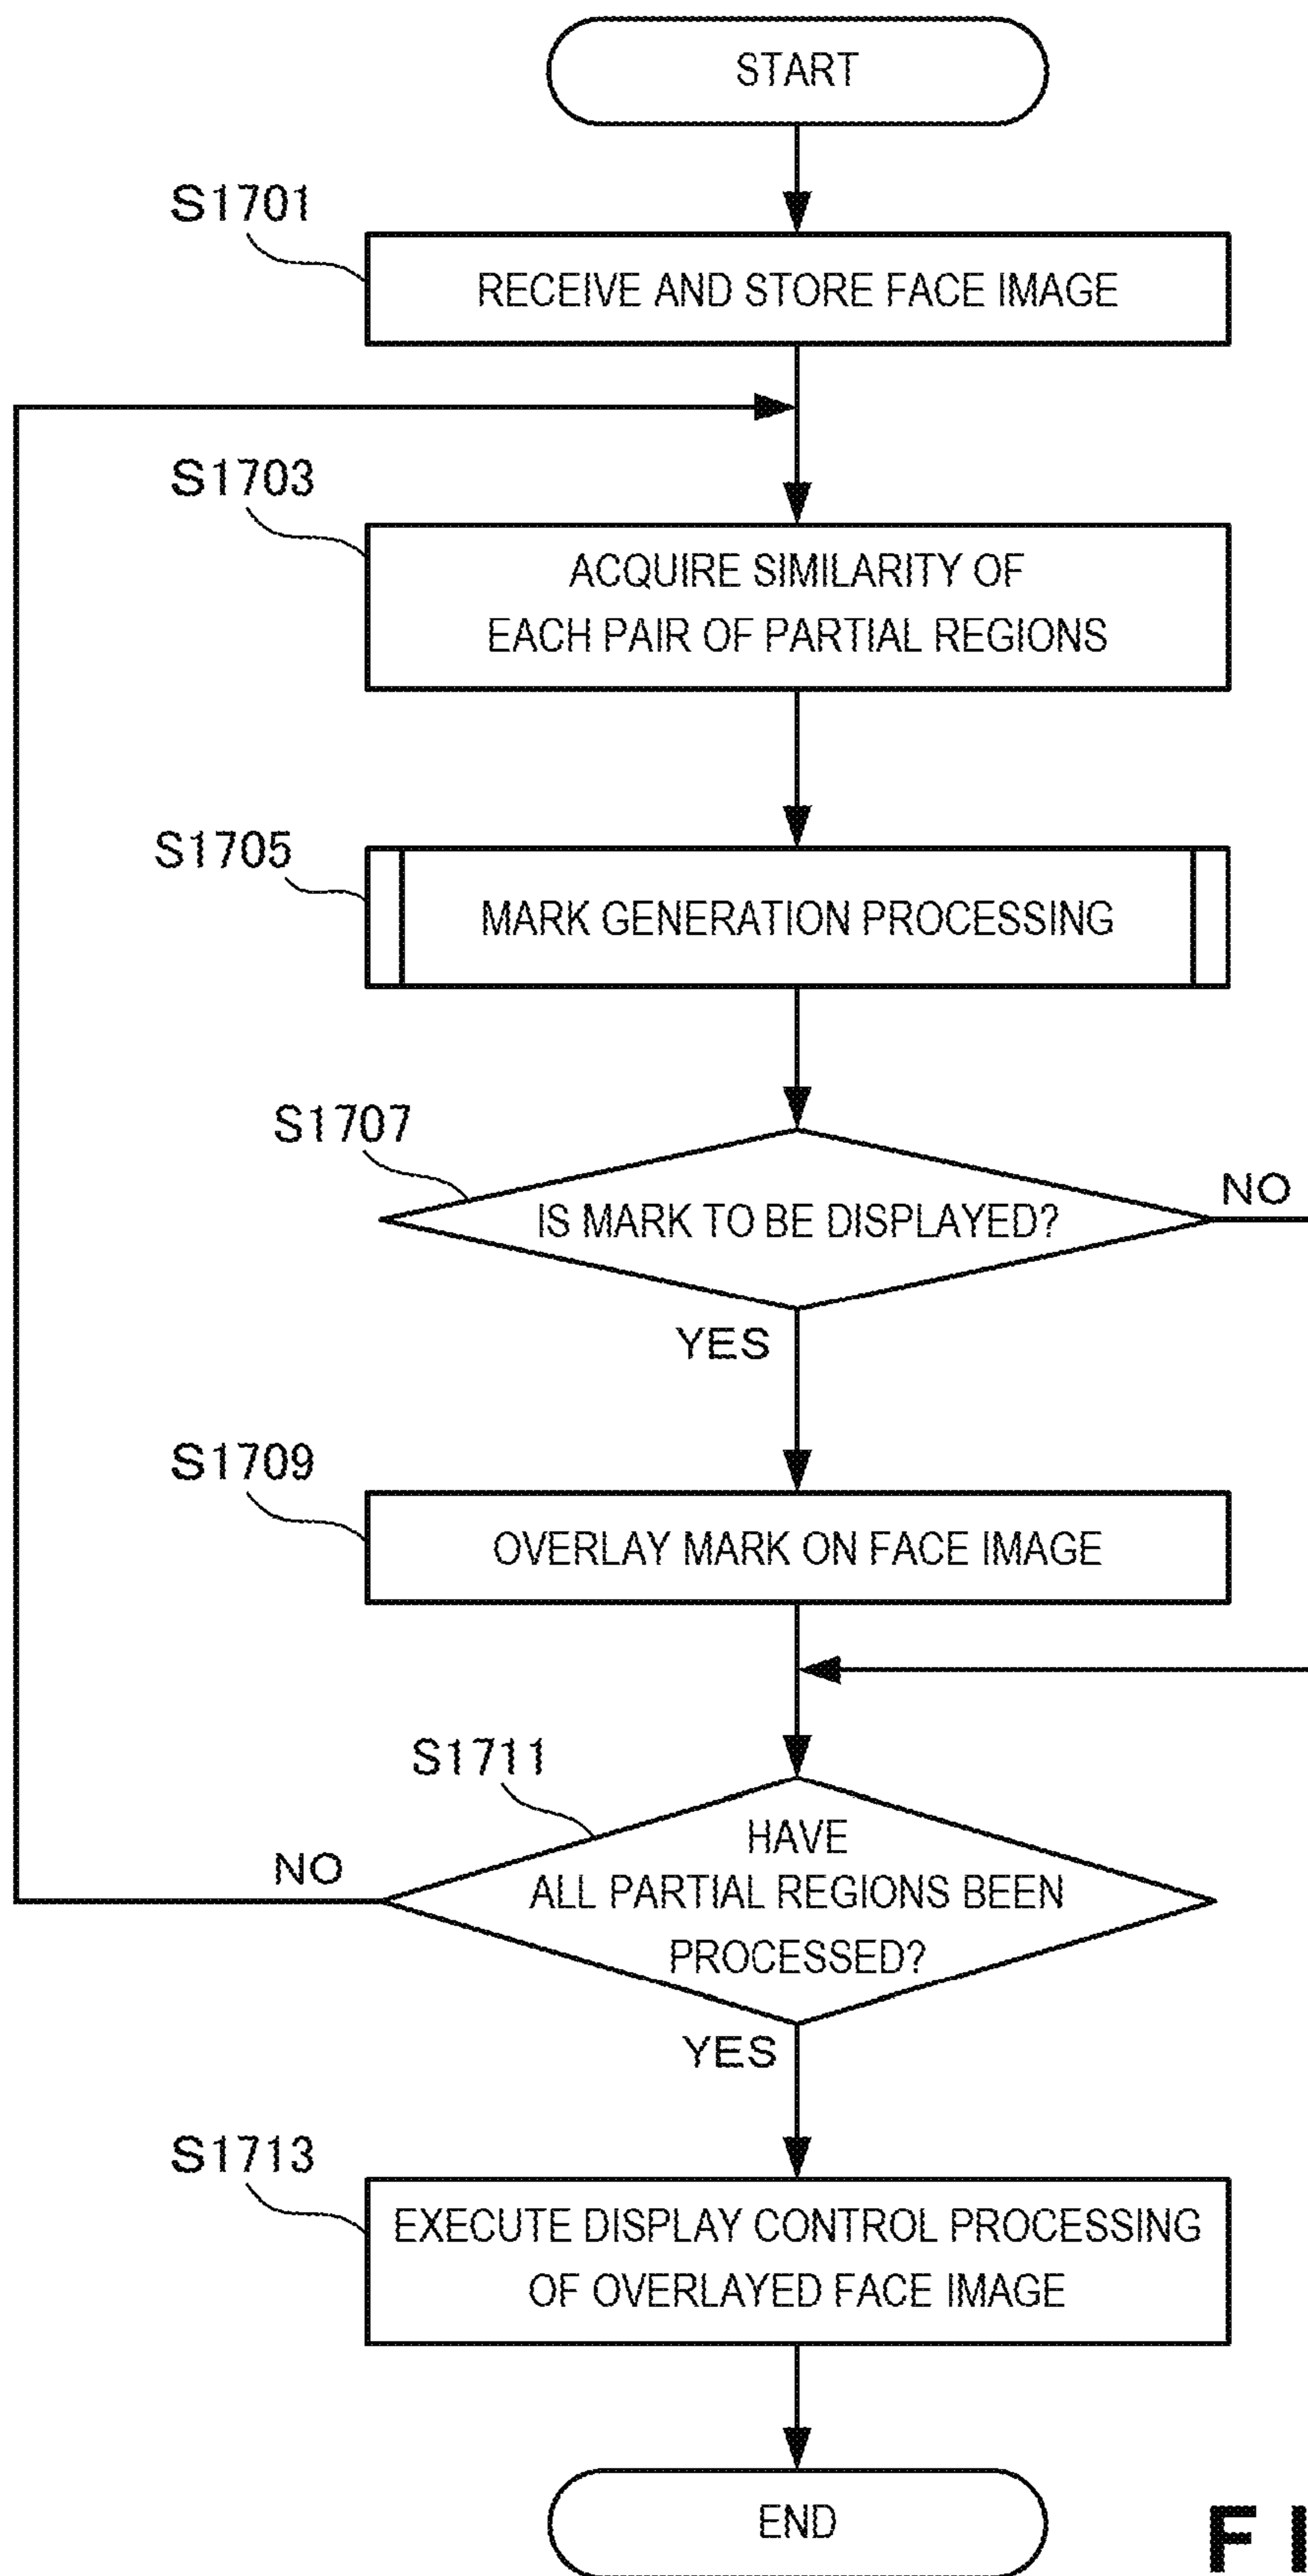 START
S1701
RECEIVE AND STORE FACE IMAGE
S1703
ACQUIRE SIMILARITY OF
EACH PAIR OF PARTIAL REGIONS
S1705
MARK GENERATION PROCESSING
S1707
IS MARK TO BE DISPLAYED?
NO
YES
S1709
OVERLAY MARK ON FACE IMAGE
S1711
HAVE
ALL PARTIAL REGIONS BEEN
PROCESSED?
NO
YES
S1713
EXECUTE DISPLAY CONTROL PROCESSING
OF OVERLAYED FACE IMAGE
END